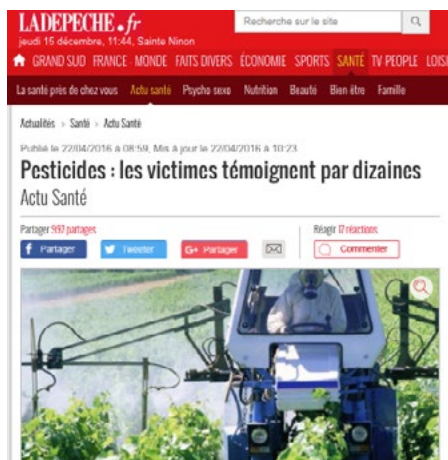 LADEPECHE.fr
Recherche sur le site
jeudi 15 décembre, 11:44, Sainte Ninon
GRAND SUD FRANCE - MONDE FAITS DIVERS ÉCONOMIE SPORTS SANTÉ TV PEOPLE LOISI
La santé près de chez vous Actu santé Psycho sexo Nutrition Beauté Bien être Famille
Actualités > Santé > Actu Santé
Publié le 22/04/2016 à 08:59, Mis à jour le 22/04/2016 à 10:23
Pesticides : les victimes témoignent par dizaines
Actu Santé
Partager 997 partages Réagir 17 réactions
f Partager Tweeter G+ Partager Commenter